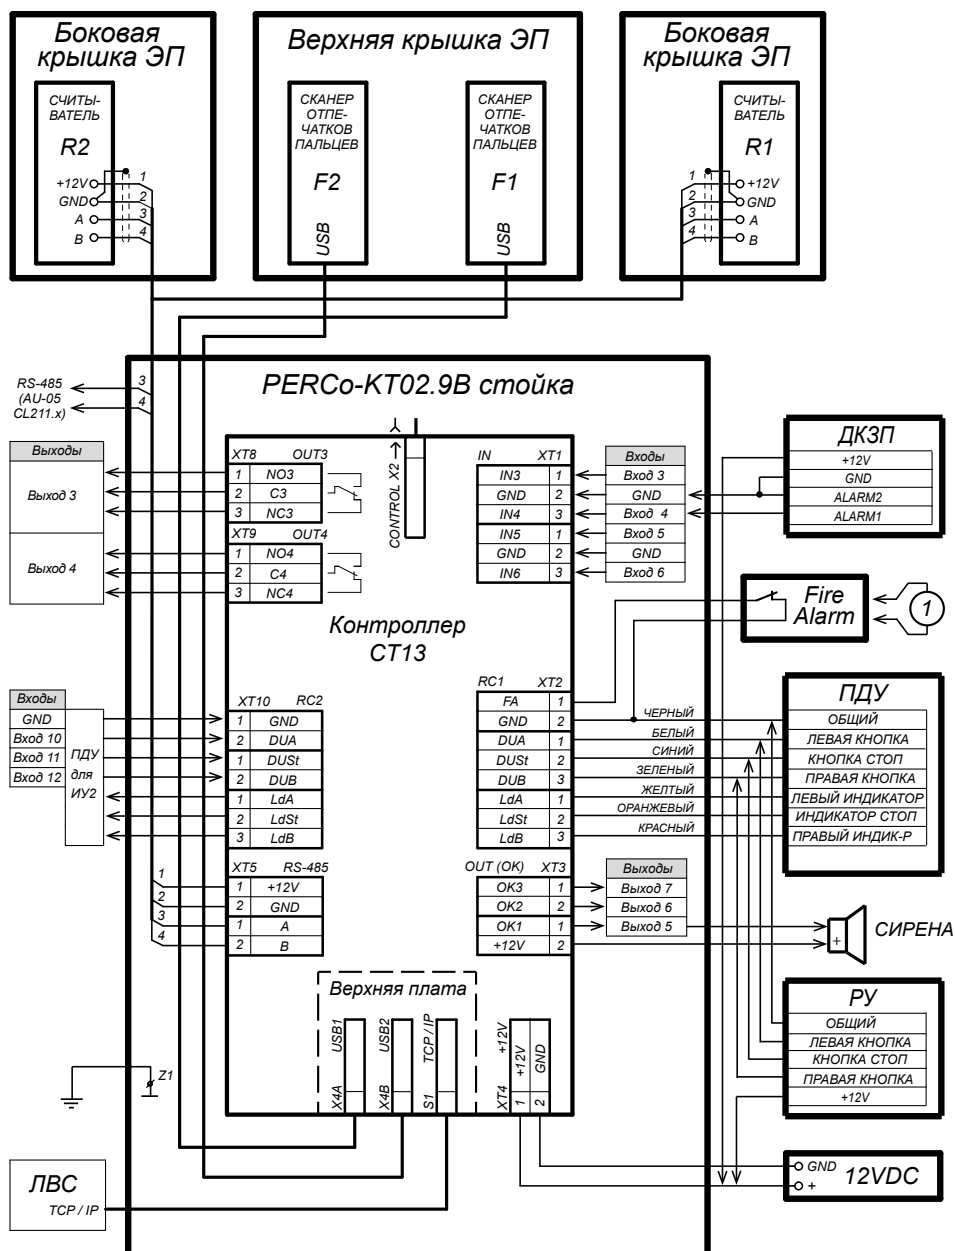 Боковая
крышка ЭП
СЧИТЫ-
ВАТЕЛЬ
R2
+12V
GND
A
B
1
2
3
4
Верхняя крышка ЭП
СКАНЕР
ОТПЕ-
ЧАТКОВ
ПАЛЬЦЕВ
F2
USB
СКАНЕР
ОТПЕ-
ЧАТКОВ
ПАЛЬЦЕВ
F1
USB
Боковая
крышка ЭП
СЧИТЫ-
ВАТЕЛЬ
R1
1
2
3
4
+12V
GND
A
B
RS-485
(AU-05
CL211.x)
3
4
PERCo-KT02.9B стойка
Выходы
Выход 3
Выход 4
XT8 OUT3
1 NO3
2 C3
3 NC3
XT9 OUT4
1 NO4
2 C4
3 NC4
CONTROL X2
IN XT1
IN3 1
GND 2
IN4 3
IN5 1
GND 2
IN6 3
Входы
Вход 3
GND
Вход 4
Вход 5
GND
Вход 6
ДКЗП
+12V
GND
ALARM2
ALARM1
Fire
Alarm
1
Контроллер
CT13
Входы
GND
Вход 10
Вход 11
Вход 12
ПДУ
для
ИУ2
XT10 RC2
1 GND
2 DUA
1 DUSt
2 DUB
1 LdA
2 LdSt
3 LdB
RC1 XT2
FA 1
GND 2
DUA 1
DUSt 2
DUB 3
LdA 1
LdSt 2
LdB 3
ЧЕРНЫЙ
БЕЛЫЙ
СИНИЙ
ЗЕЛЕНЫЙ
ЖЕЛТЫЙ
ОРАНЖЕВЫЙ
КРАСНЫЙ
ПДУ
ОБЩИЙ
ЛЕВАЯ КНОПКА
КНОПКА СТОП
ПРАВАЯ КНОПКА
ЛЕВЫЙ ИНДИКАТОР
ИНДИКАТОР СТОП
ПРАВЫЙ ИНДИК-Р
1
2
3
4
XT5 RS-485
1 +12V
2 GND
1 A
2 B
OUT (OK) XT3
OK3 1
OK2 2
OK1 1
+12V 2
Выходы
Выход 7
Выход 6
Выход 5
+
СИРЕНА
Верхняя плата
X4A USB1
X4B USB2
S1 TCP / IP
XT4 +12V
1 +12V
2 GND
РУ
ОБЩИЙ
ЛЕВАЯ КНОПКА
КНОПКА СТОП
ПРАВАЯ КНОПКА
+12V
Z1
ЛВС
TCP / IP
GND
+
12VDC